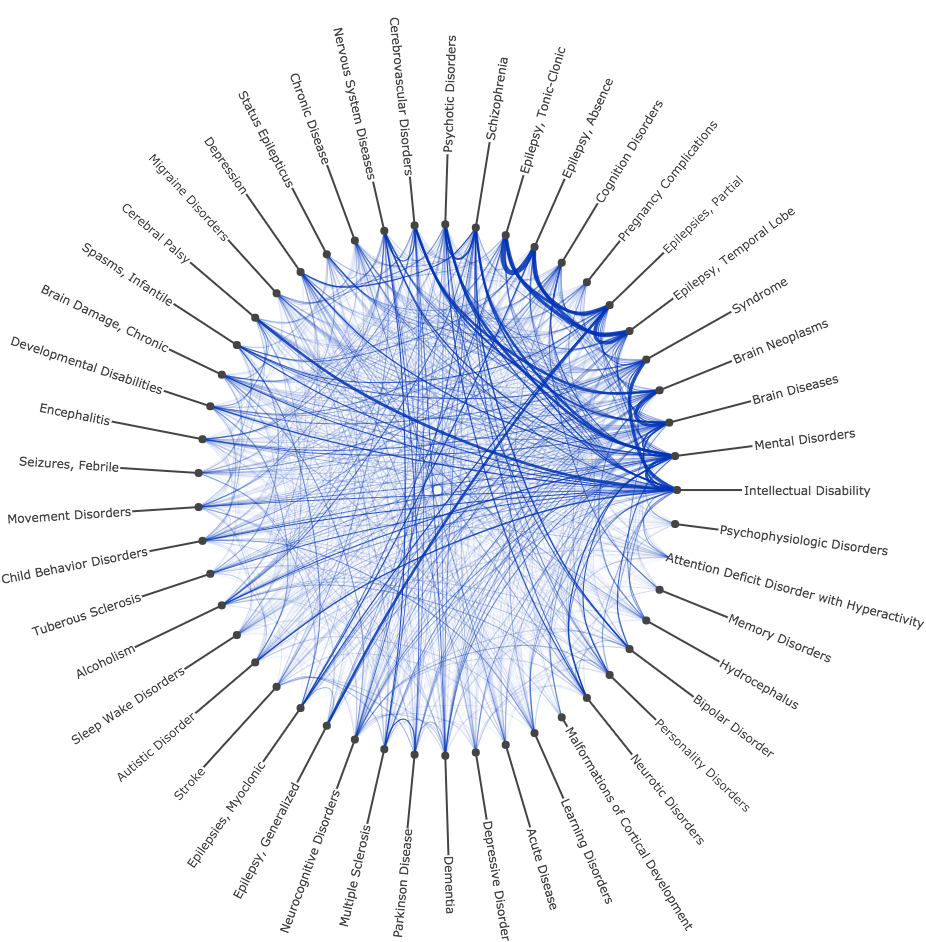 Cerebrovascular Disorders
Psychotic Disorders
Schizophrenia
Epilepsy, Tonic-Clonic
Epilepsy, Absence
Cognition Disorders
Pregnancy Complications
Epilepsies, Partial
Epilepsy, Temporal Lobe
Syndrome
Brain Neoplasms
Brain Diseases
Mental Disorders
Intellectual Disability
Psychophysiologic Disorders
Attention Deficit Disorder with Hyperactivity
Memory Disorders
Hydrocephalus
Bipolar Disorder
Personality Disorders
Neurotic Disorders
Malformations of Cortical Development
Learning Disorders
Acute Disease
Depressive Disorder
Dementia
Parkinson Disease
Multiple Sclerosis
Neurocognitive Disorders
Epilepsy, Generalized
Epilepsies, Myoclonic
Stroke
Autistic Disorder
Sleep Wake Disorders
Alcoholism
Tuberous Sclerosis
Child Behavior Disorders
Movement Disorders
Seizures, Febrile
Encephalitis
Developmental Disabilities
Brain Damage, Chronic
Spasms, Infantile
Cerebral Palsy
Migraine Disorders
Depression
Status Epilepticus
Chronic Disease
Nervous System Diseases